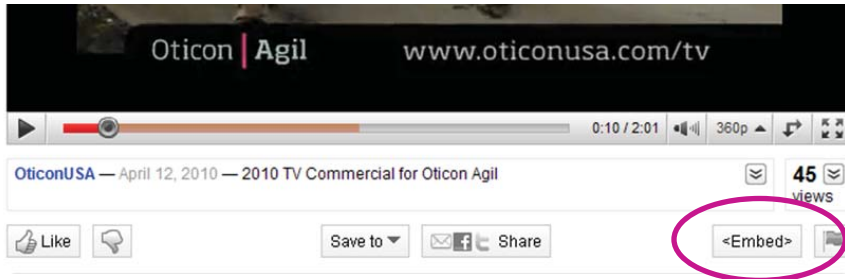 Oticon | Agil www.oticonusa.com/tv
0:10 / 2:01 360p
OticonUSA — April 12, 2010 — 2010 TV Commercial for Oticon Agil 45
views
Like Save to Share <Embed>